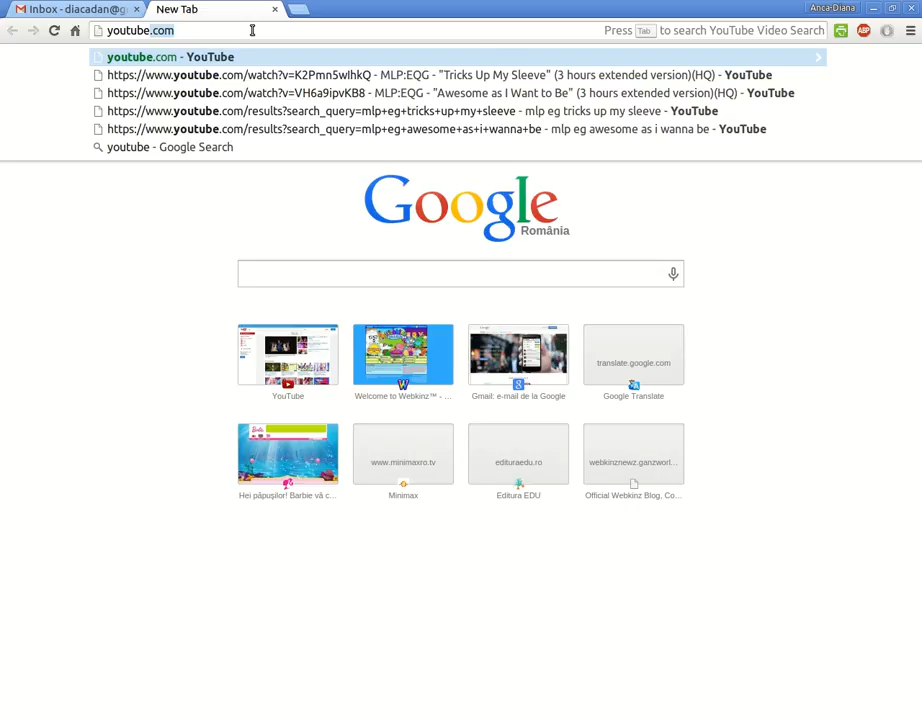 Inbox - diacadan@g
New Tab
Anca-Diana
youtube.com
Press Tab to search YouTube Video Search
youtube.com - YouTube
https://www.youtube.com/watch?v=K2Pmn5wIhkQ - MLP:EQG - "Tricks Up My Sleeve" (3 hours extended version)(HQ) - YouTube
https://www.youtube.com/watch?v=VH6a9ipvKB8 - MLP:EQG - "Awesome as I Want to Be" (3 hours extended version)(HQ) - YouTube
https://www.youtube.com/results?search_query=mlp+eg+tricks+up+my+sleeve - mlp eg tricks up my sleeve - YouTube
https://www.youtube.com/results?search_query=mlp+eg+awesome+as+i+wanna+be - mlp eg awesome as i wanna be - YouTube
youtube - Google Search
Google
România
translate.google.com
YouTube
Welcome to Webkinz™ - ...
Gmail: e-mail de la Google
Google Translate
www.minimaxro.tv
edituraedu.ro
webkinznewz.ganzworl...
Hei păpușilor! Barbie vă c...
Minimax
Editura EDU
Official Webkinz Blog, Co...